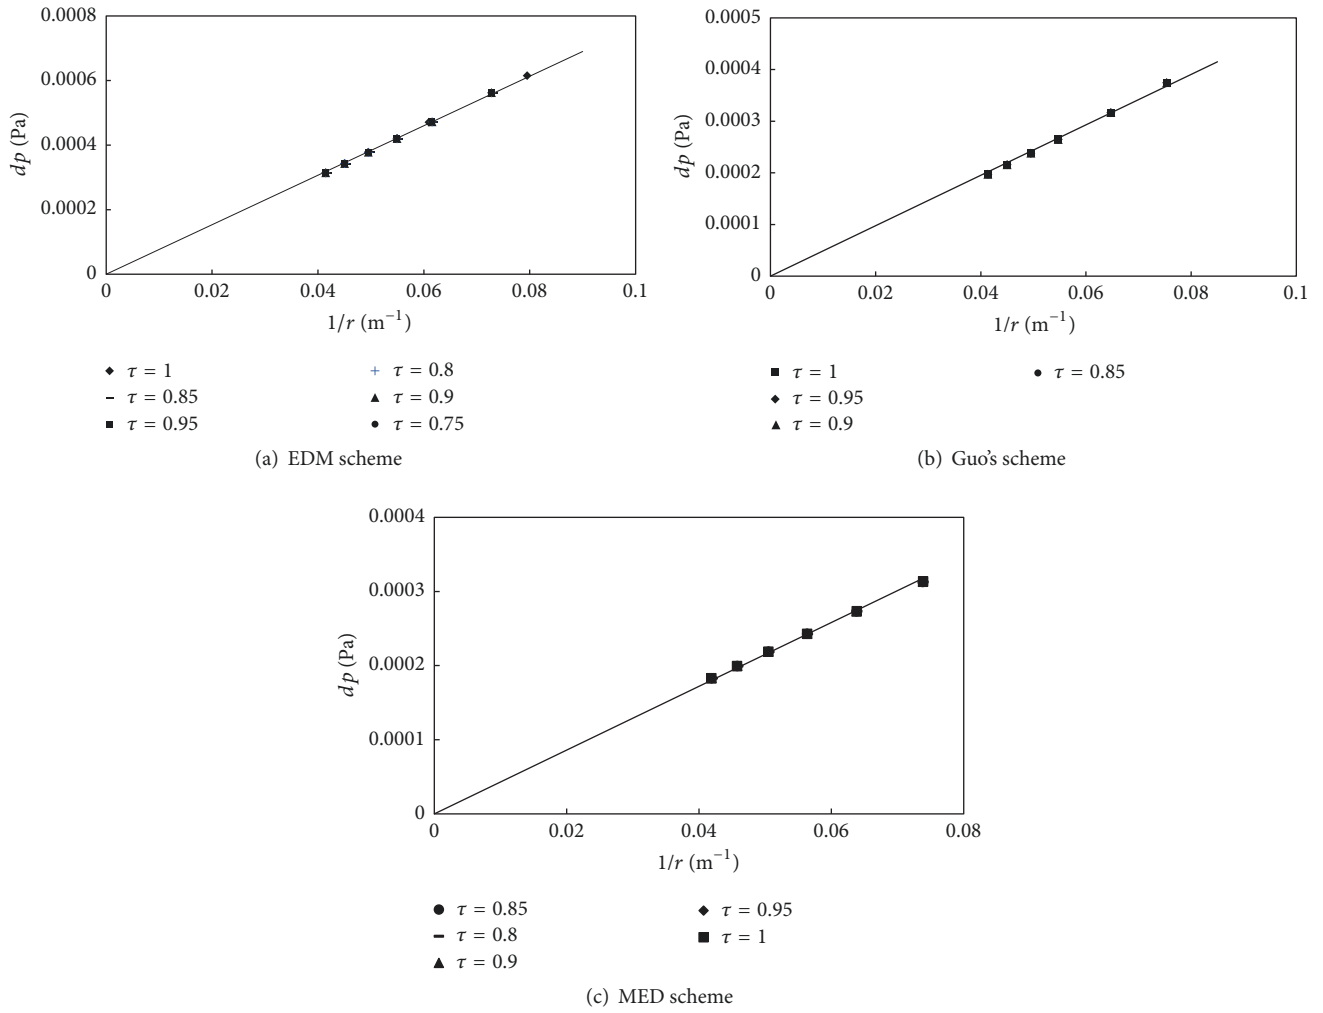 0.0008
0.0006
0.0004
0.0002
0
dp (Pa)
0 0.02 0.04 0.06 0.08 0.1
1/r (m⁻¹)
τ = 1
τ = 0.85
τ = 0.95
τ = 0.8
τ = 0.9
τ = 0.75
(a) EDM scheme
0.0005
0.0004
0.0003
0.0002
0.0001
0
dp (Pa)
0 0.02 0.04 0.06 0.08 0.1
1/r (m⁻¹)
τ = 1
τ = 0.95
τ = 0.9
τ = 0.85
(b) Guo’s scheme
0.0004
0.0003
0.0002
0.0001
0
dp (Pa)
0 0.02 0.04 0.06 0.08
1/r (m⁻¹)
τ = 0.85
τ = 0.8
τ = 0.9
τ = 0.95
τ = 1
(c) MED scheme